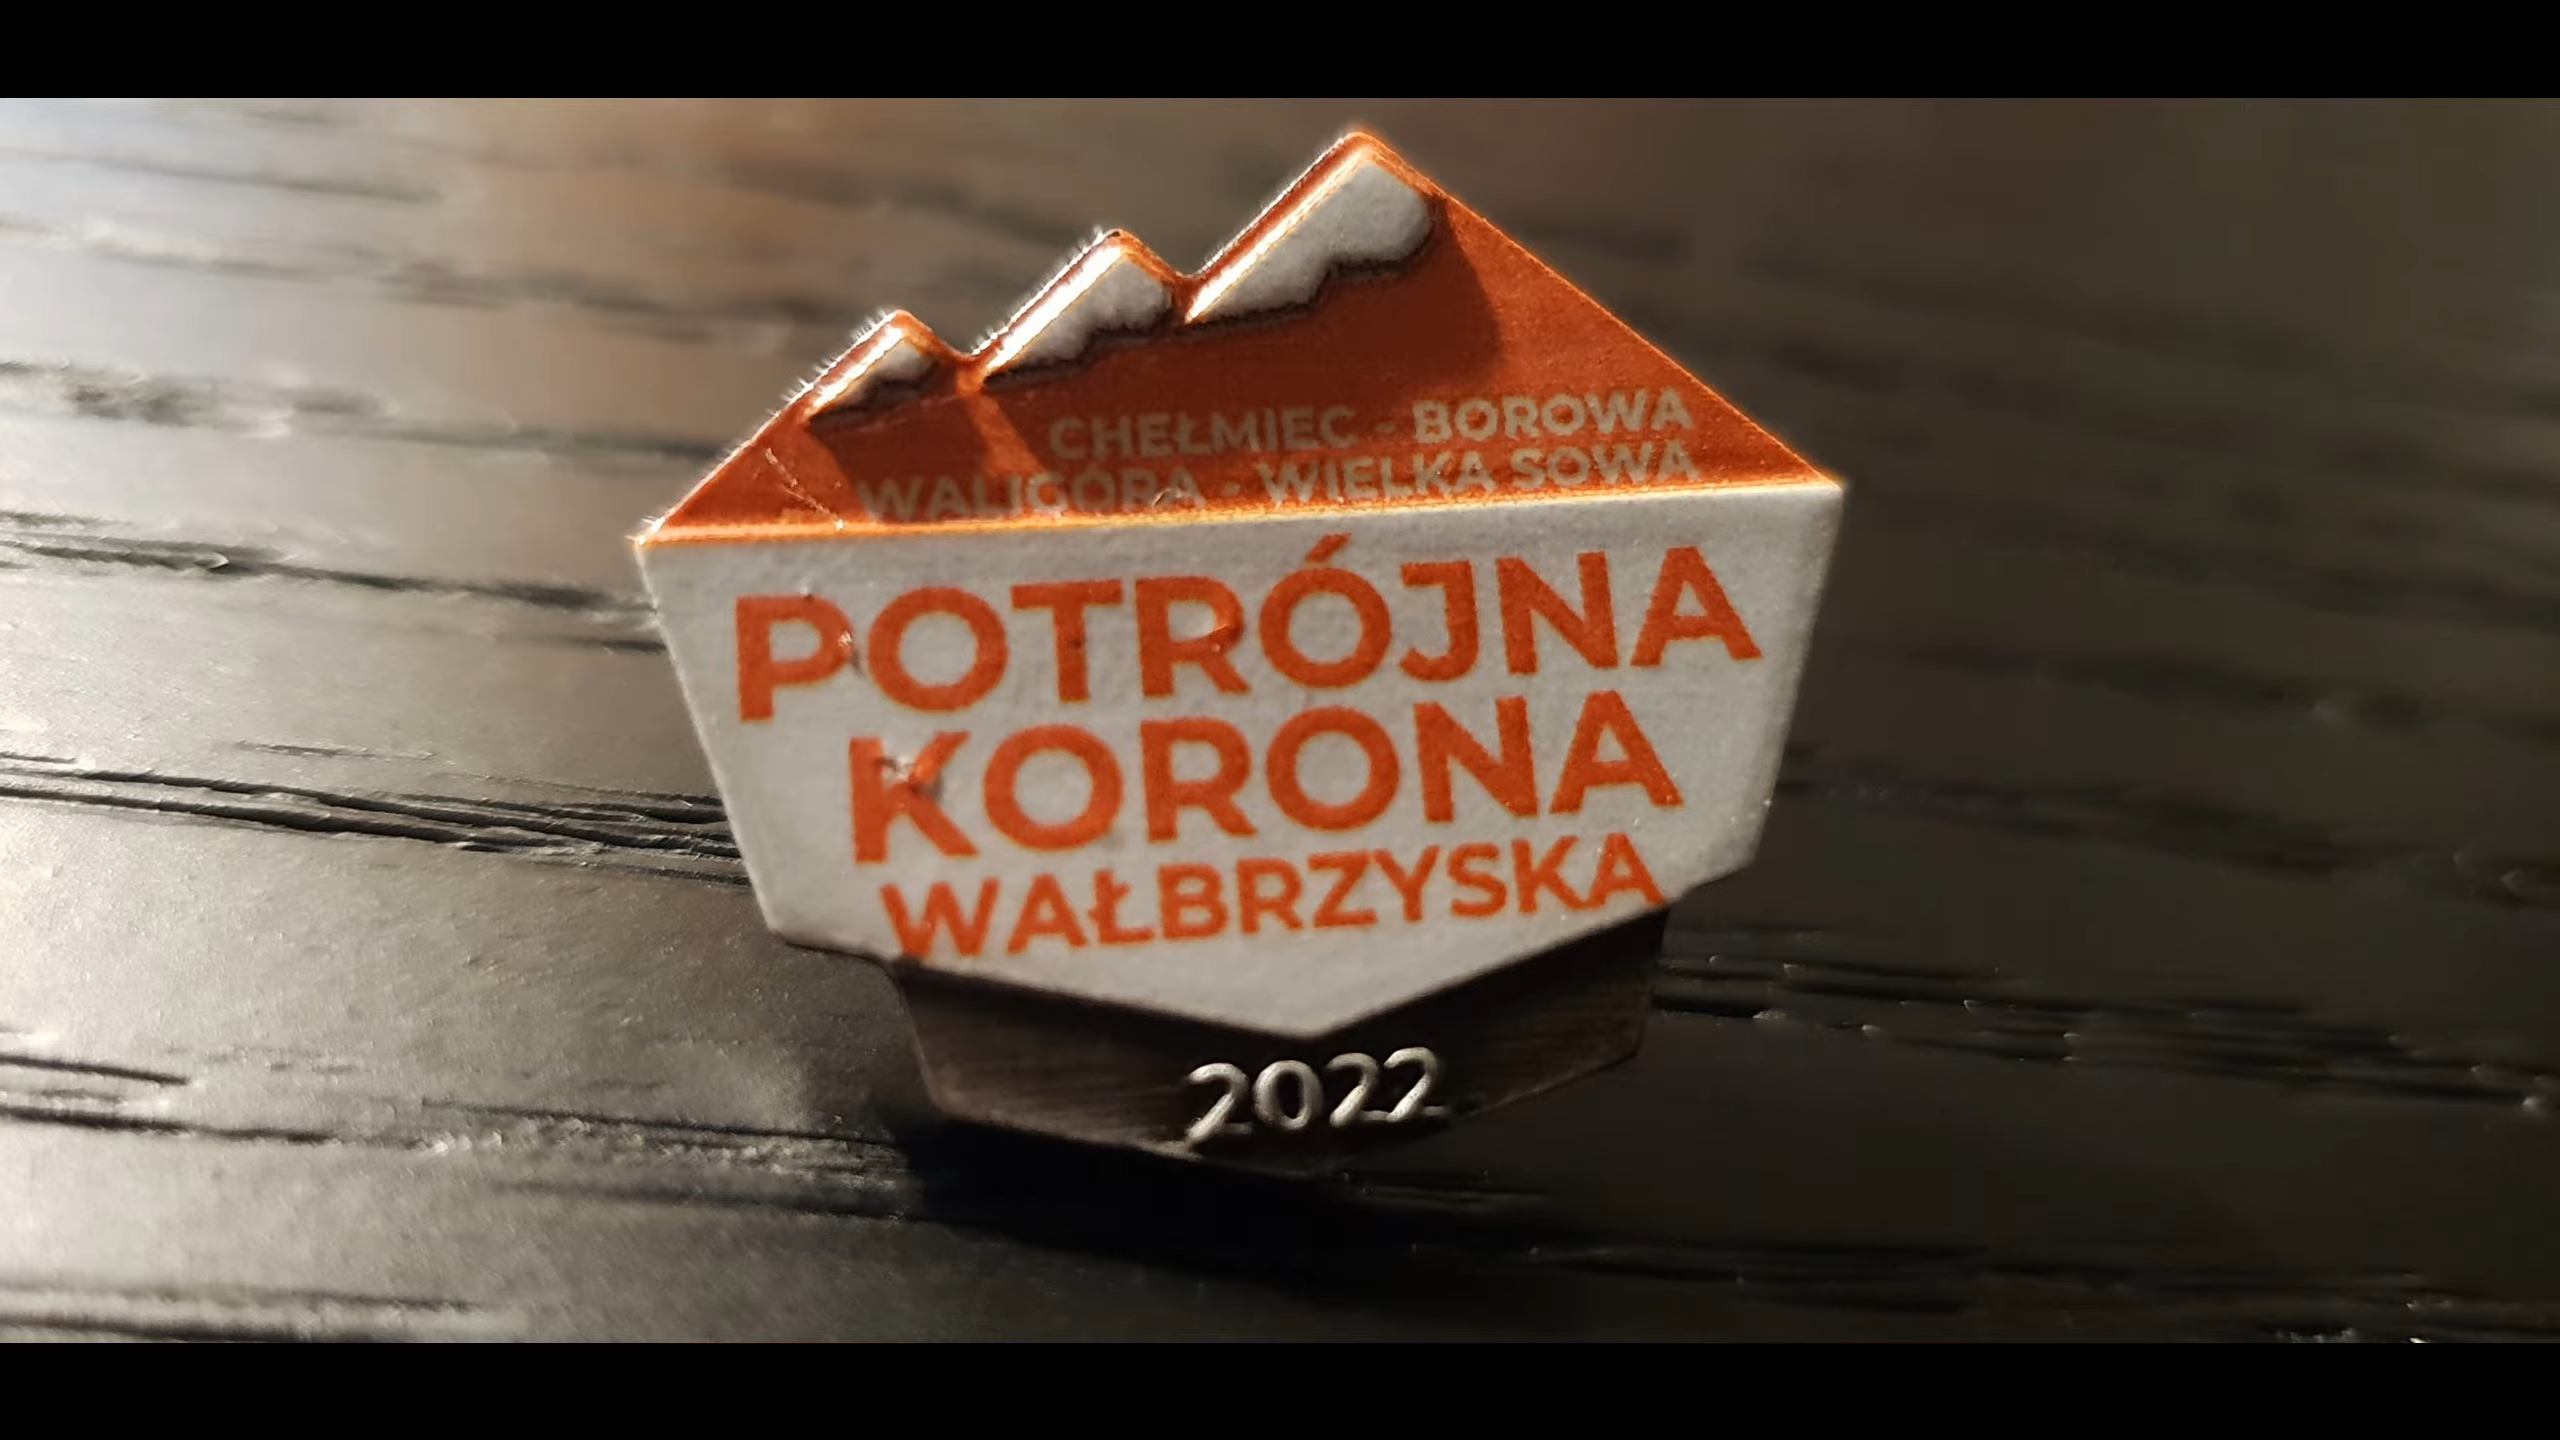 CHEŁMIEC - BOROWA
WALIGÓRA - WIELKA SOWA
POTRÓJNA
KORONA
WAŁBRZYSKA
2022